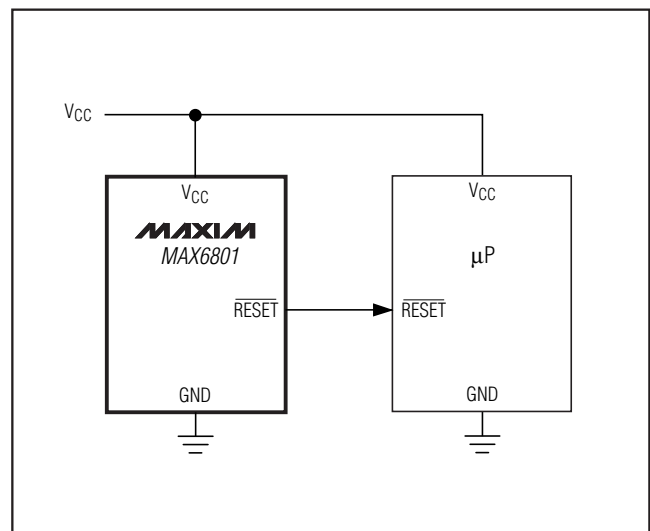 VCC
VCC
MAXIM
MAX6801
RESET
GND
VCC
μP
RESET
GND